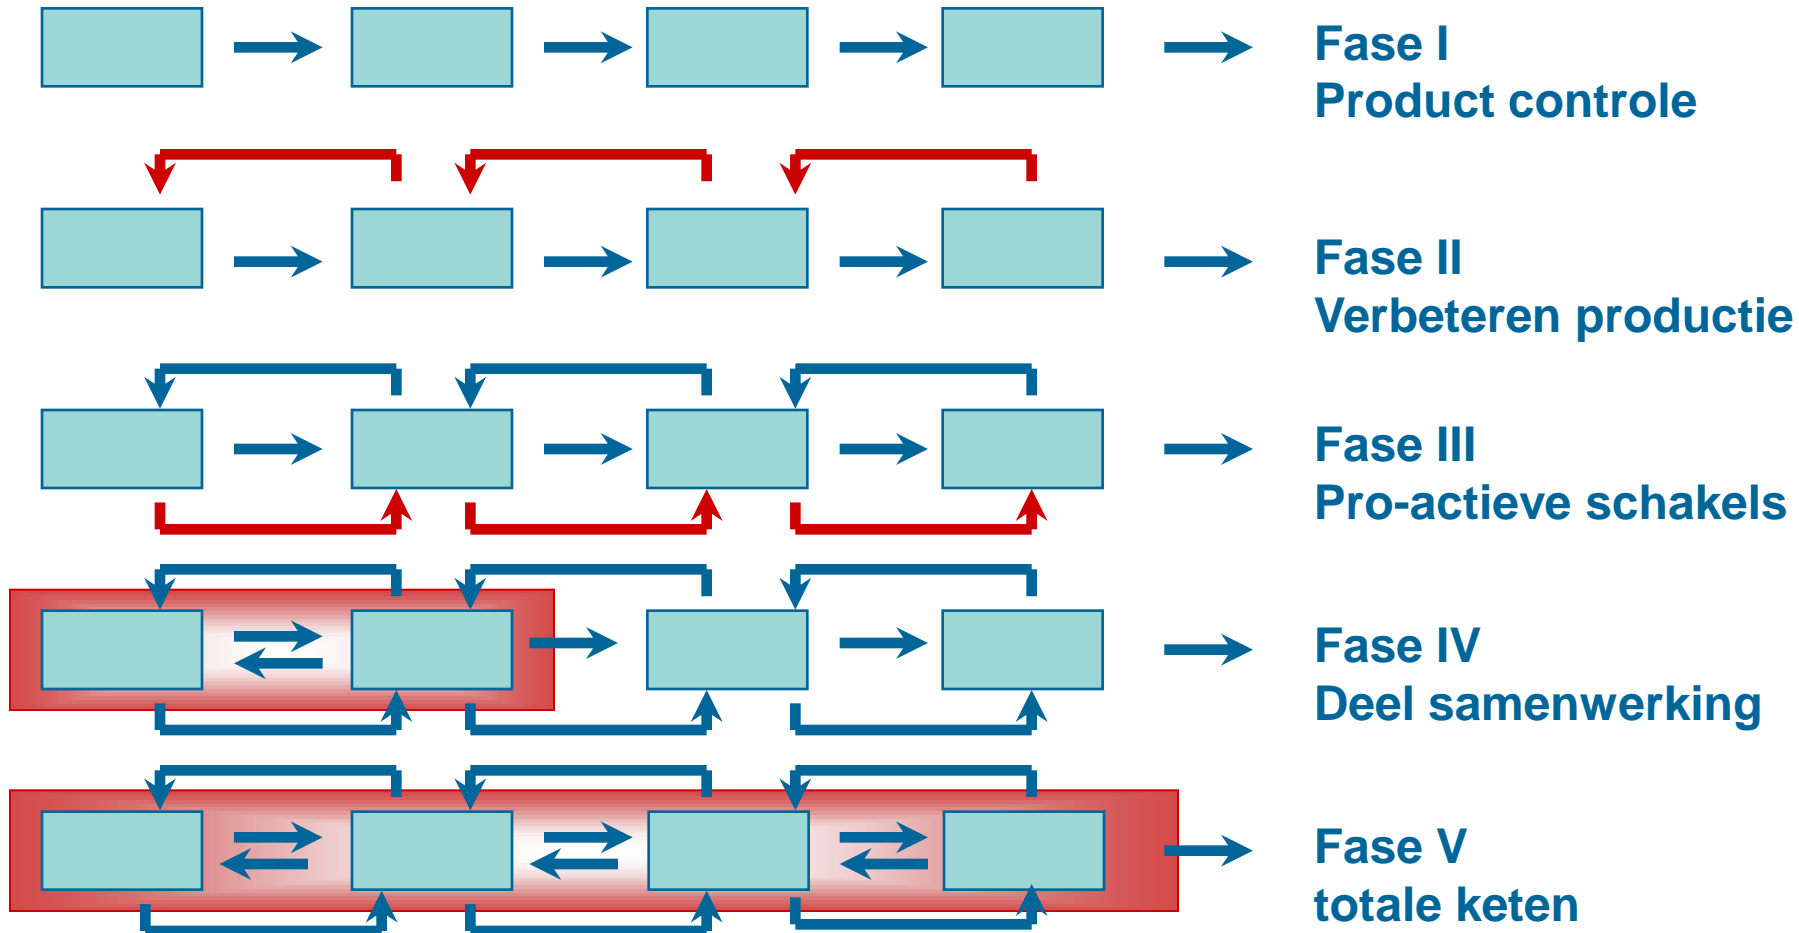 Fase I
Product controle
Fase II
Verbeteren productie
Fase III
Pro-actieve schakels
Fase IV
Deel samenwerking
Fase V
totale keten